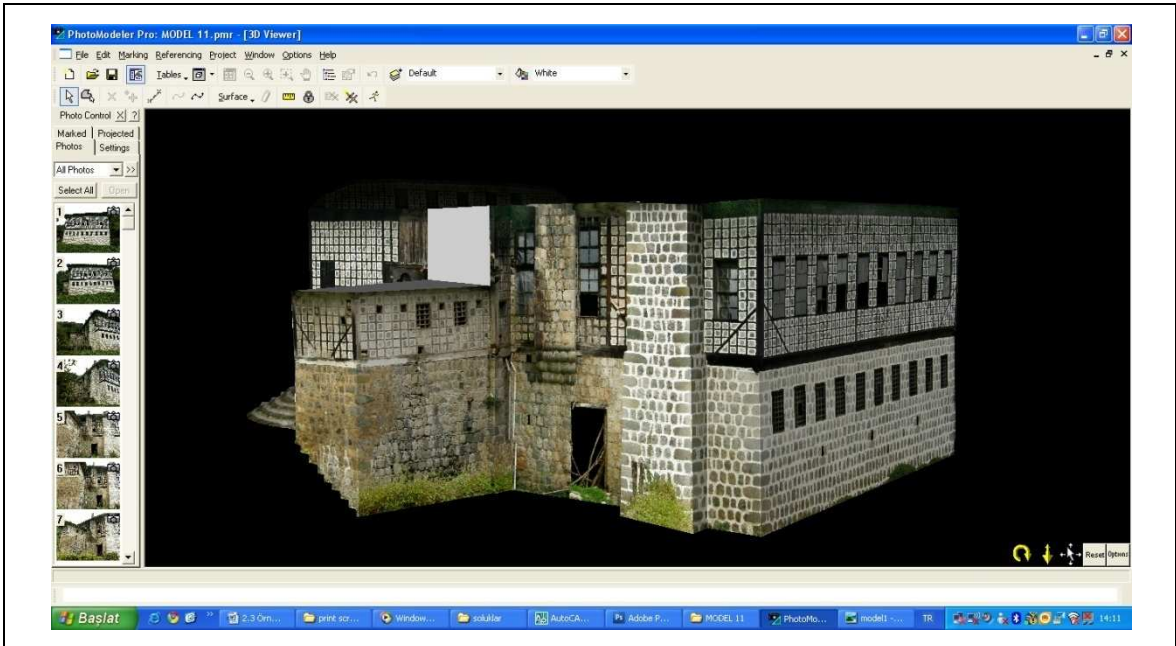 PhotoModeler Pro: MODEL 11.pmr - [3D Viewer]
File Edit Marking Referencing Project Window Options Help
Tables Default White
Surface
Photo Control
Marked Projected
Photos Settings
All Photos >>
Select All Open
1
2
3
4
5
6
7
Reset Options
Başlat 2.3 Örn... print scr... Window... soluklar AutoCA... Adobe P... MODEL 11 PhotoMo... model1 -... TR 14:11